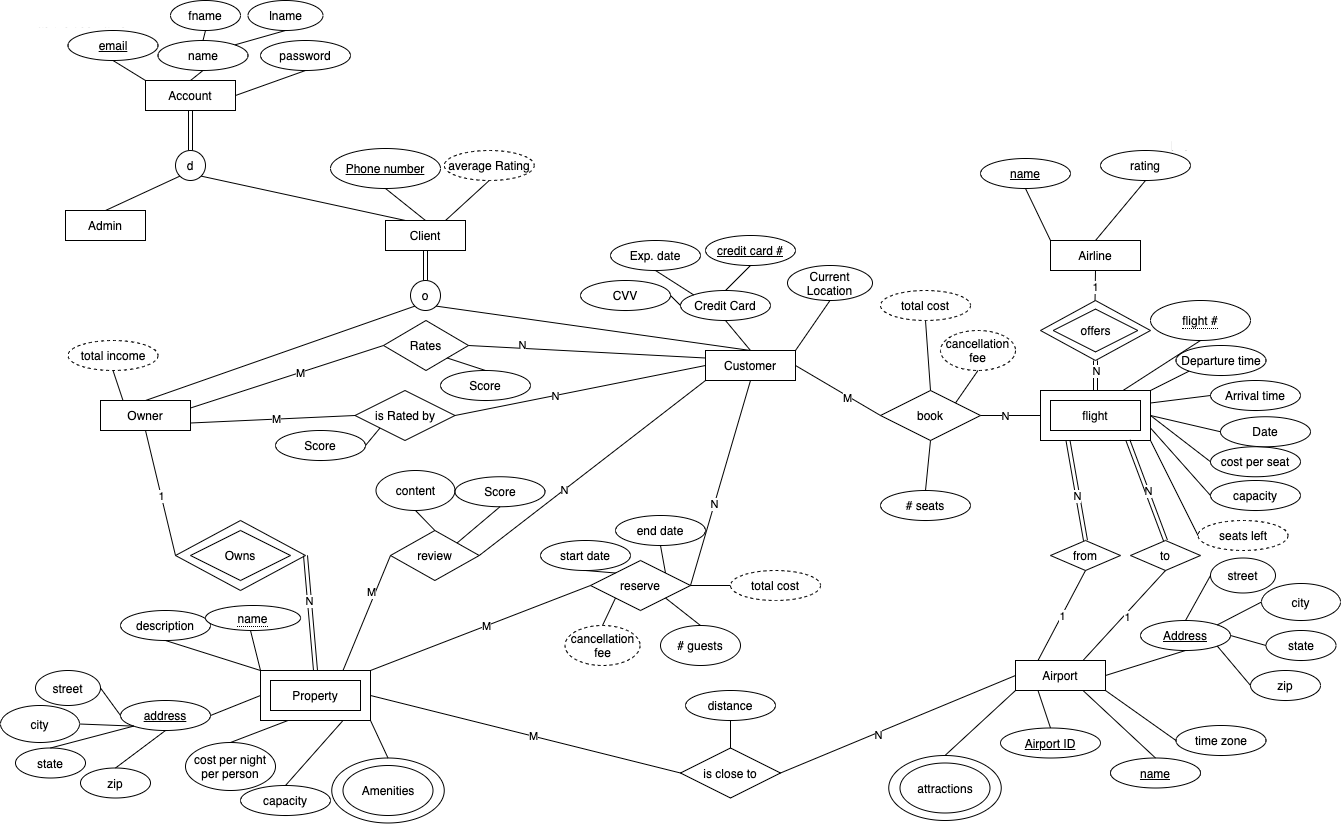 fname
lname
email
name
password
Account
d
Phone number
average Rating
name
rating
Admin
Client
Airline
Exp. date
credit card #
Current
Location
CVV
Credit Card
o
total cost
1
offers
flight #
total income
Rates
N
cancellation
fee
Departure time
Customer
N
M
Score
Arrival time
Owner
M
is Rated by
N
M
book
N
flight
Date
Score
cost per seat
content
Score
N
capacity
1
N
# seats
N
N
end date
seats left
Owns
review
start date
from
to
street
reserve
total cost
M
N
city
description
name
M
1
1
Address
cancellation
fee
# guests
state
street
Property
Airport
zip
address
city
distance
M
N
time zone
state
cost per night
per person
Airport ID
zip
is close to
name
capacity
Amenities
attractions